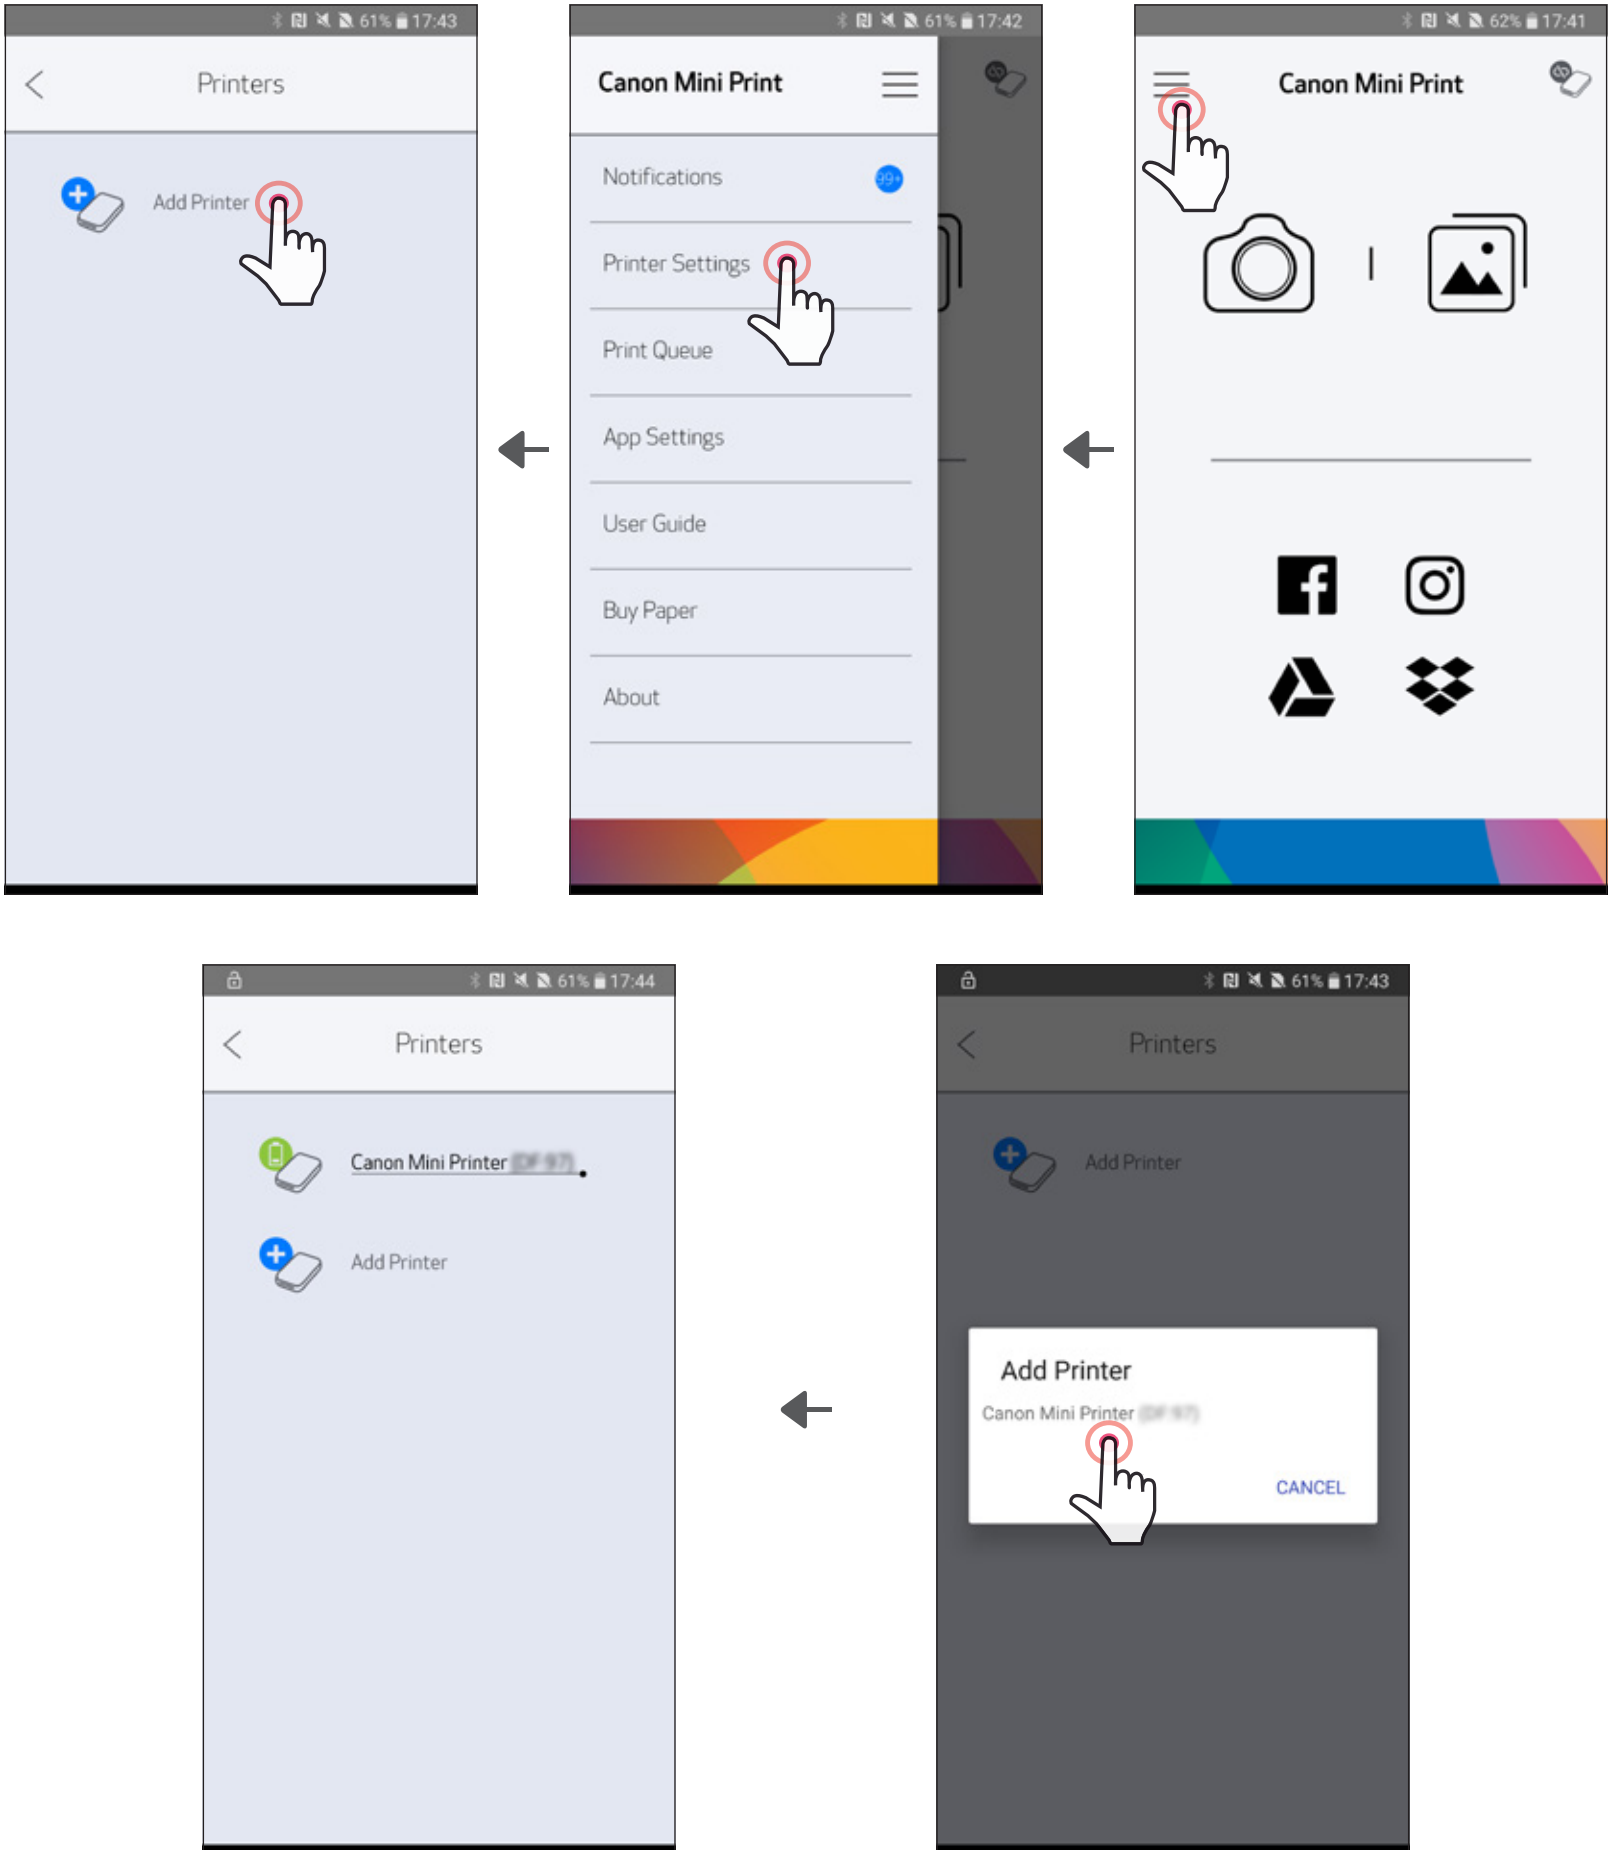 61% 17:43
Printers
Add Printer
61% 17:42
Canon Mini Print
Notifications
99+
Printer Settings
Print Queue
App Settings
User Guide
Buy Paper
About
62% 17:41
Canon Mini Print
61% 17:44
Printers
Canon Mini Printer
Add Printer
61% 17:43
Printers
Add Printer
Add Printer
Canon Mini Printer
CANCEL